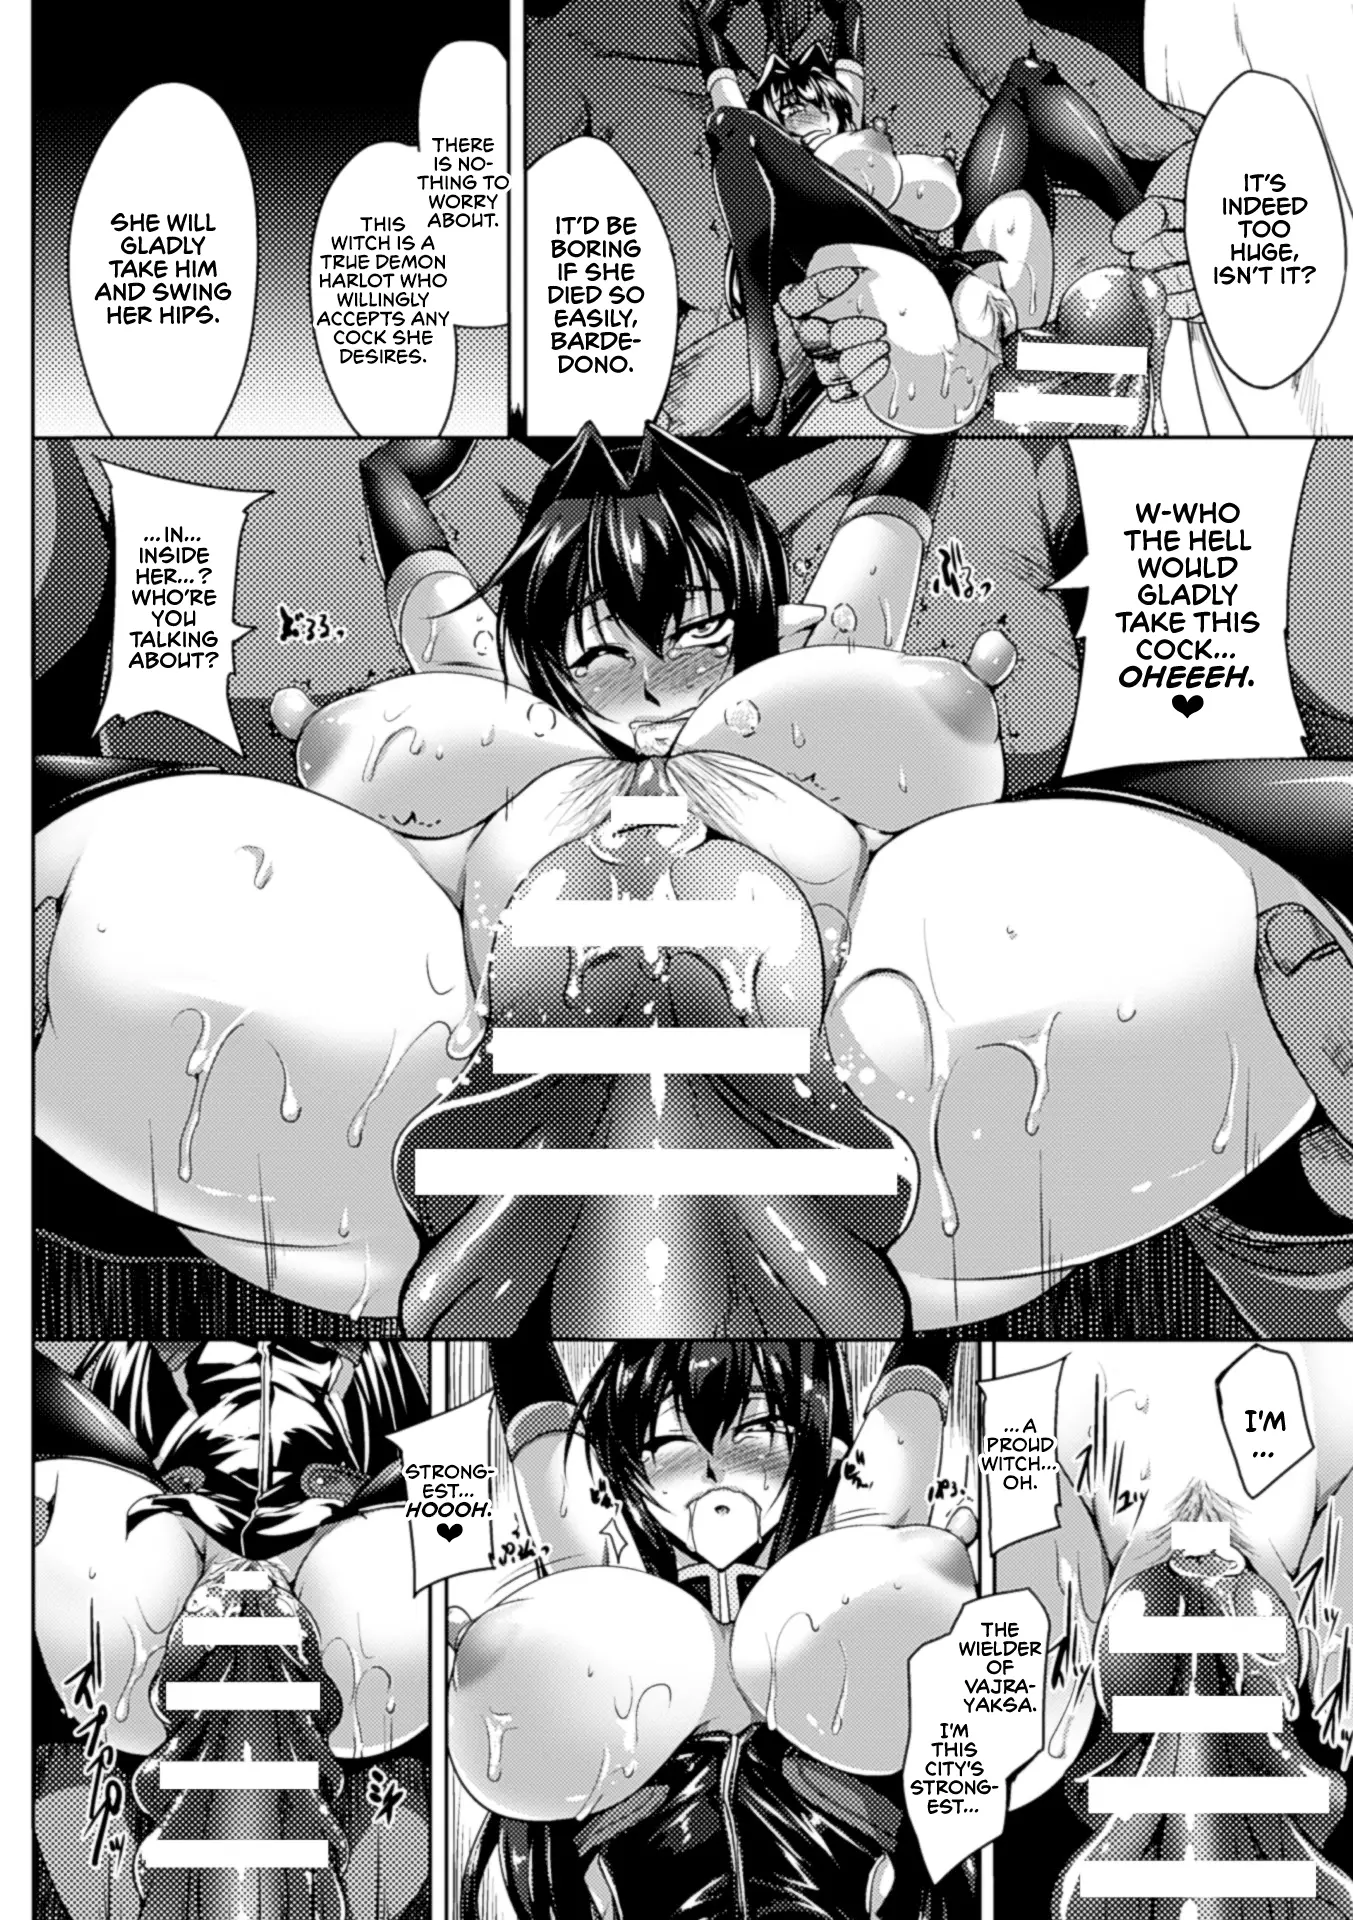 IT'S
INDEED
TOO
HUGE,
ISN'T IT?
IT'D BE
BORING
IF SHE
DIED SO
EASILY,
BARDE-
DONO.
THERE
IS NO-
THING TO
WORRY
ABOUT.
THIS
WITCH IS A
TRUE DEMON
HARLOT WHO
WILLINGLY
ACCEPTS ANY
COCK SHE
DESIRES.
SHE WILL
GLADLY
TAKE HIM
AND SWING
HER HIPS.
W-WHO
THE HELL
WOULD
GLADLY
TAKE THIS
COCK...
OHEEEH.
❤
...IN...
INSIDE
HER...?
WHO'RE
YOU
TALKING
ABOUT?
I'M
...
...A
PROUD
WITCH...
OH.
THE
WIELDER
OF
VAJRA-
YAKSA.
I'M
THIS
CITY'S
STRONG-
EST...
STRONG-
EST...
HOOOH.
❤